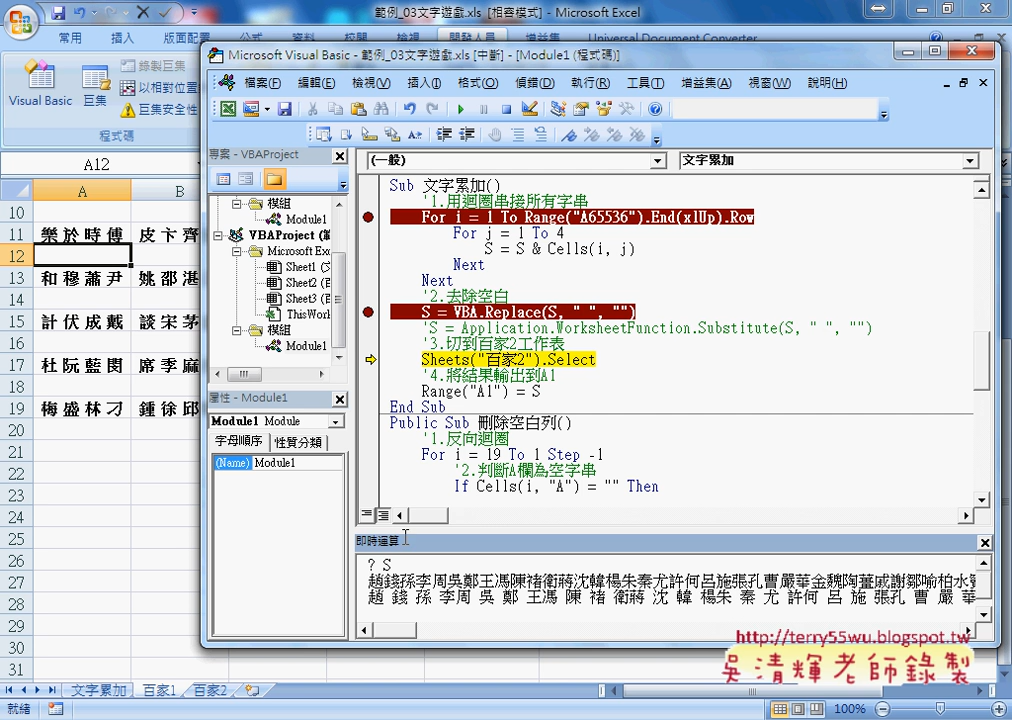 範例_03文字遊戲.xls [相容模式] - Microsoft Excel
常用 插入 版面配置 公式 資料 校閱 檢視 開發人員 增益集 Universal Document Converter
Visual Basic 巨集 錄製巨集
以相對位置
巨集安全性
程式碼
A12
A B
10
11 樂於時傅 皮卞齊
12
13 和穆蕭尹 姚邵湛
14
15 計伏成戴 談宋茅
16
17 杜阮藍閔 席季麻
18
19 梅盛林刁 鍾徐邱
20
21
22
23
24
25
26
27
28
29
30
31
文字累加 百家1 百家2
就緒 100%
Microsoft Visual Basic - 範例_03文字遊戲.xls [中斷] - [Module1 (程式碼)]
檔案(F) 編輯(E) 檢視(V) 插入(I) 格式(O) 偵錯(D) 執行(R) 工具(T) 增益集(A) 視窗(W) 說明(H)
專案 - VBAProject
模組
Module1
VBAProject (範
Microsoft Exc
Sheet1 (文
Sheet2 (百
Sheet3 (百
ThisWork
模組
Module1
屬性 - Module1
Module1 Module
字母順序 性質分類
(Name) Module1
(一般) 文字累加
Sub 文字累加()
'1.用迴圈串接所有字串
For i = 1 To Range("A65536").End(xlUp).Row
For j = 1 To 4
S = S & Cells(i, j)
Next
Next
'2.去除空白
S = VBA.Replace(S, " ", "")
'S = Application.WorksheetFunction.Substitute(S, " ", "")
'3.切到百家2工作表
Sheets("百家2").Select
'4.將結果輸出到A1
Range("A1") = S
End Sub
Public Sub 刪除空白列()
'1.反向迴圈
For i = 19 To 1 Step -1
'2.判斷A欄為空字串
If Cells(i, "A") = "" Then
即時運算
? S
趙錢孫李周吳鄭王馮陳褚衛蔣沈韓楊朱秦尤許何呂施張孔曹嚴華金魏陶薑戚謝鄒喻柏水
趙 錢 孫 李周 吳 鄭 王馮 陳 褚 衛蔣 沈 韓 楊朱 秦 尤 許何 呂 施 張孔 曹 嚴 華
http://terry55wu.blogspot.tw
吳清輝老師錄製